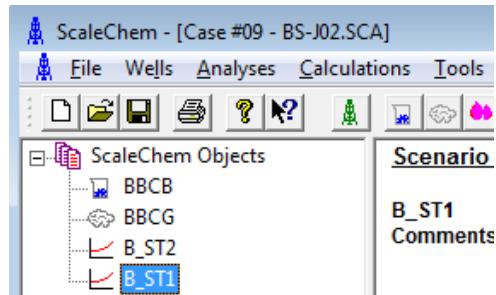 ScaleChem - [Case #09 - BS-J02.SCA]
File Wells Analyses Calculations Tools
ScaleChem Objects
BBCB
BBCG
B_ST2
B_ST1
Scenario
B_ST1
Comments